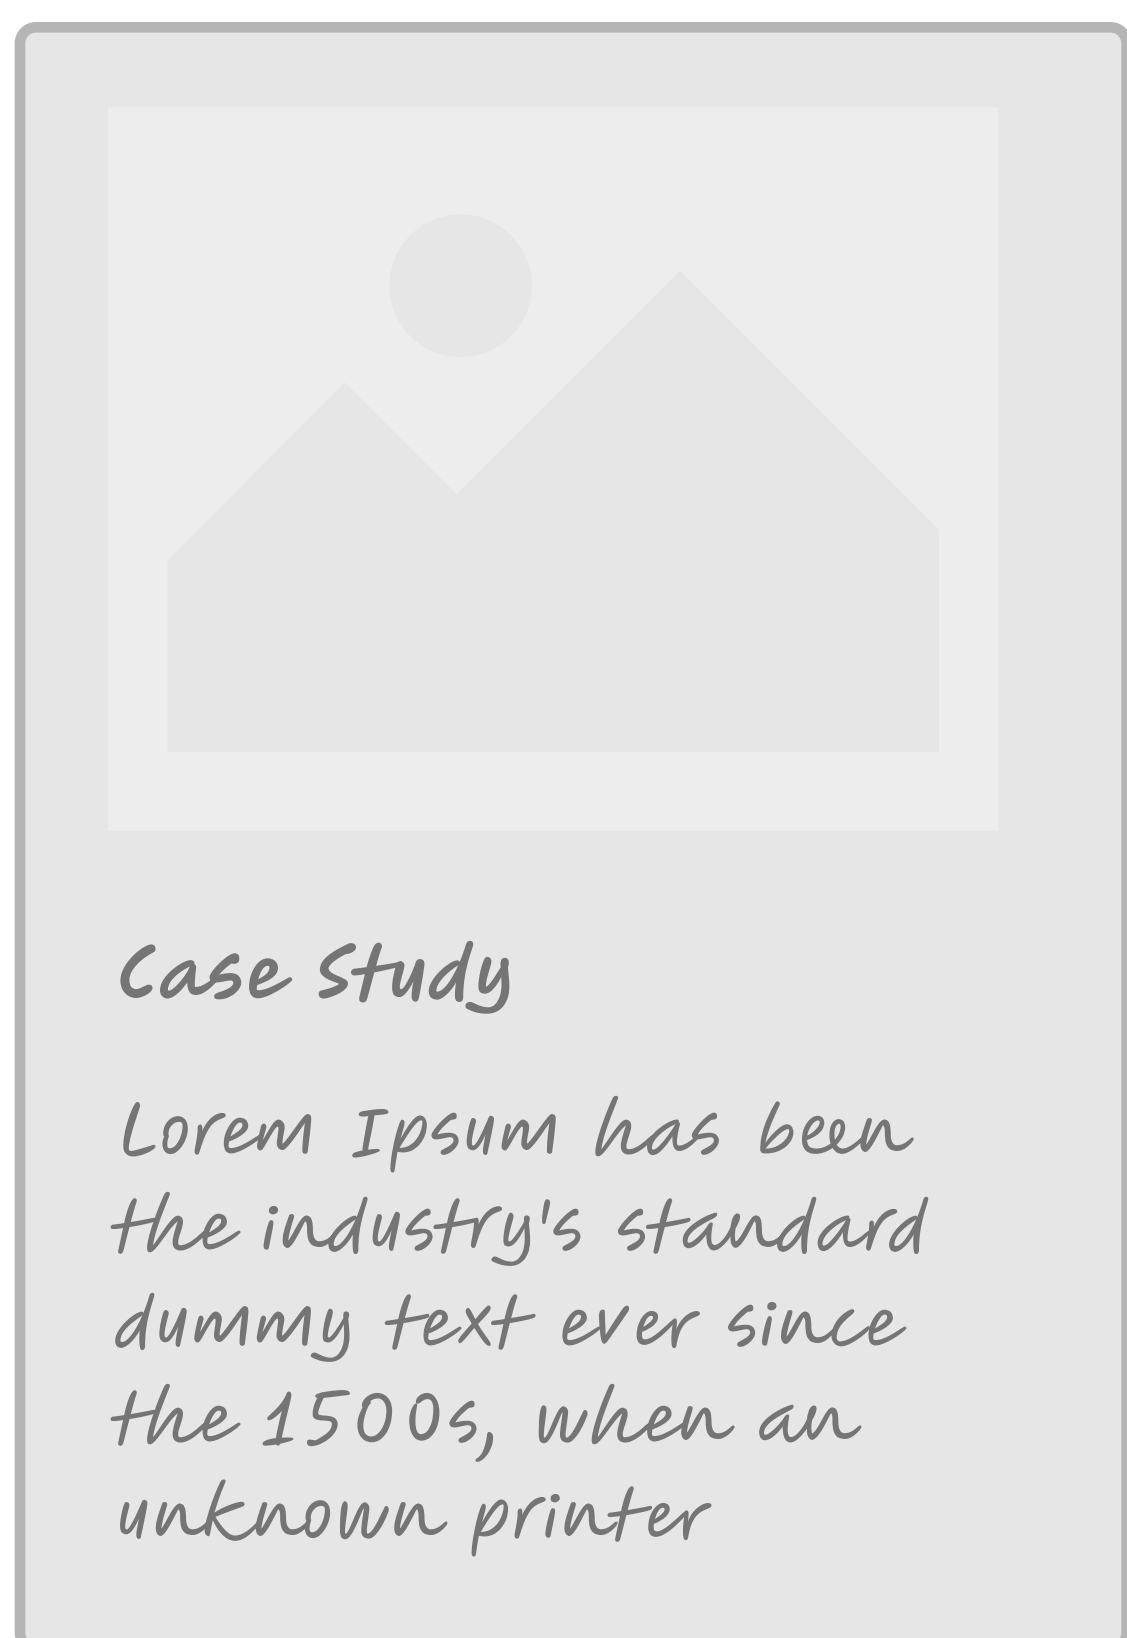 Case Study
Lorem Ipsum has been
the industry's standard
dummy text ever since
the 1500s, when an
unknown printer